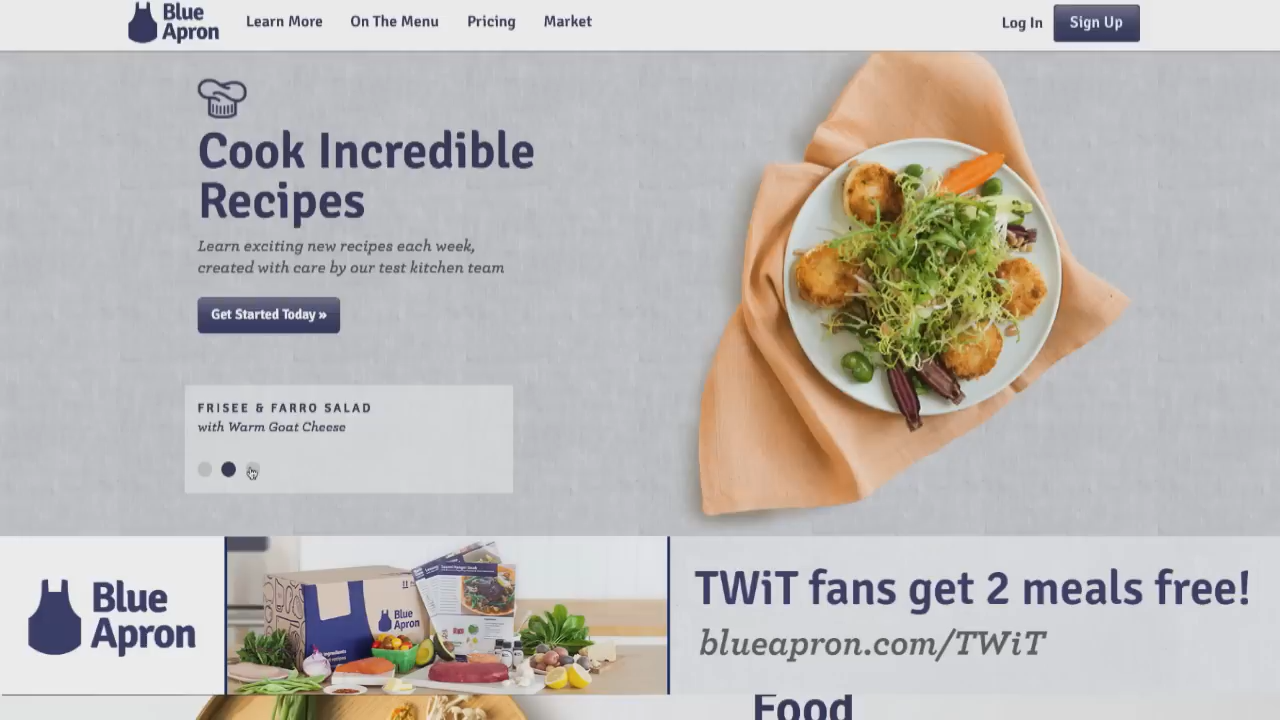 Blue
Apron
Learn More
On The Menu
Pricing
Market
Log In
Sign Up
Cook Incredible
Recipes
Learn exciting new recipes each week,
created with care by our test kitchen team
Get Started Today »
FRISEE & FARRO SALAD
with Warm Goat Cheese
Blue
Apron
Blue
Apron
TWiT fans get 2 meals free!
blueapron.com/TWiT
Food